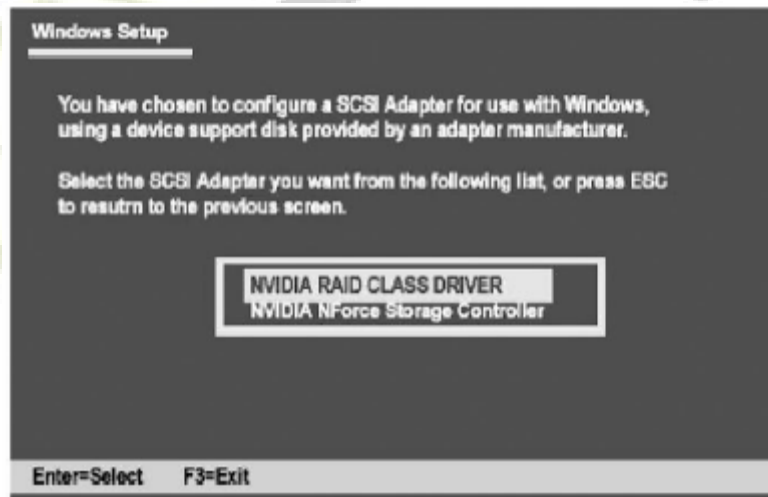 Windows Setup
You have chosen to configure a SCSI Adapter for use with Windows,
using a device support disk provided by an adapter manufacturer.
Select the SCSI Adapter you want from the following list, or press ESC
to resutrn to the previous screen.
NVIDIA RAID CLASS DRIVER
NVIDIA NForce Storage Controller
Enter=Select F3=Exit